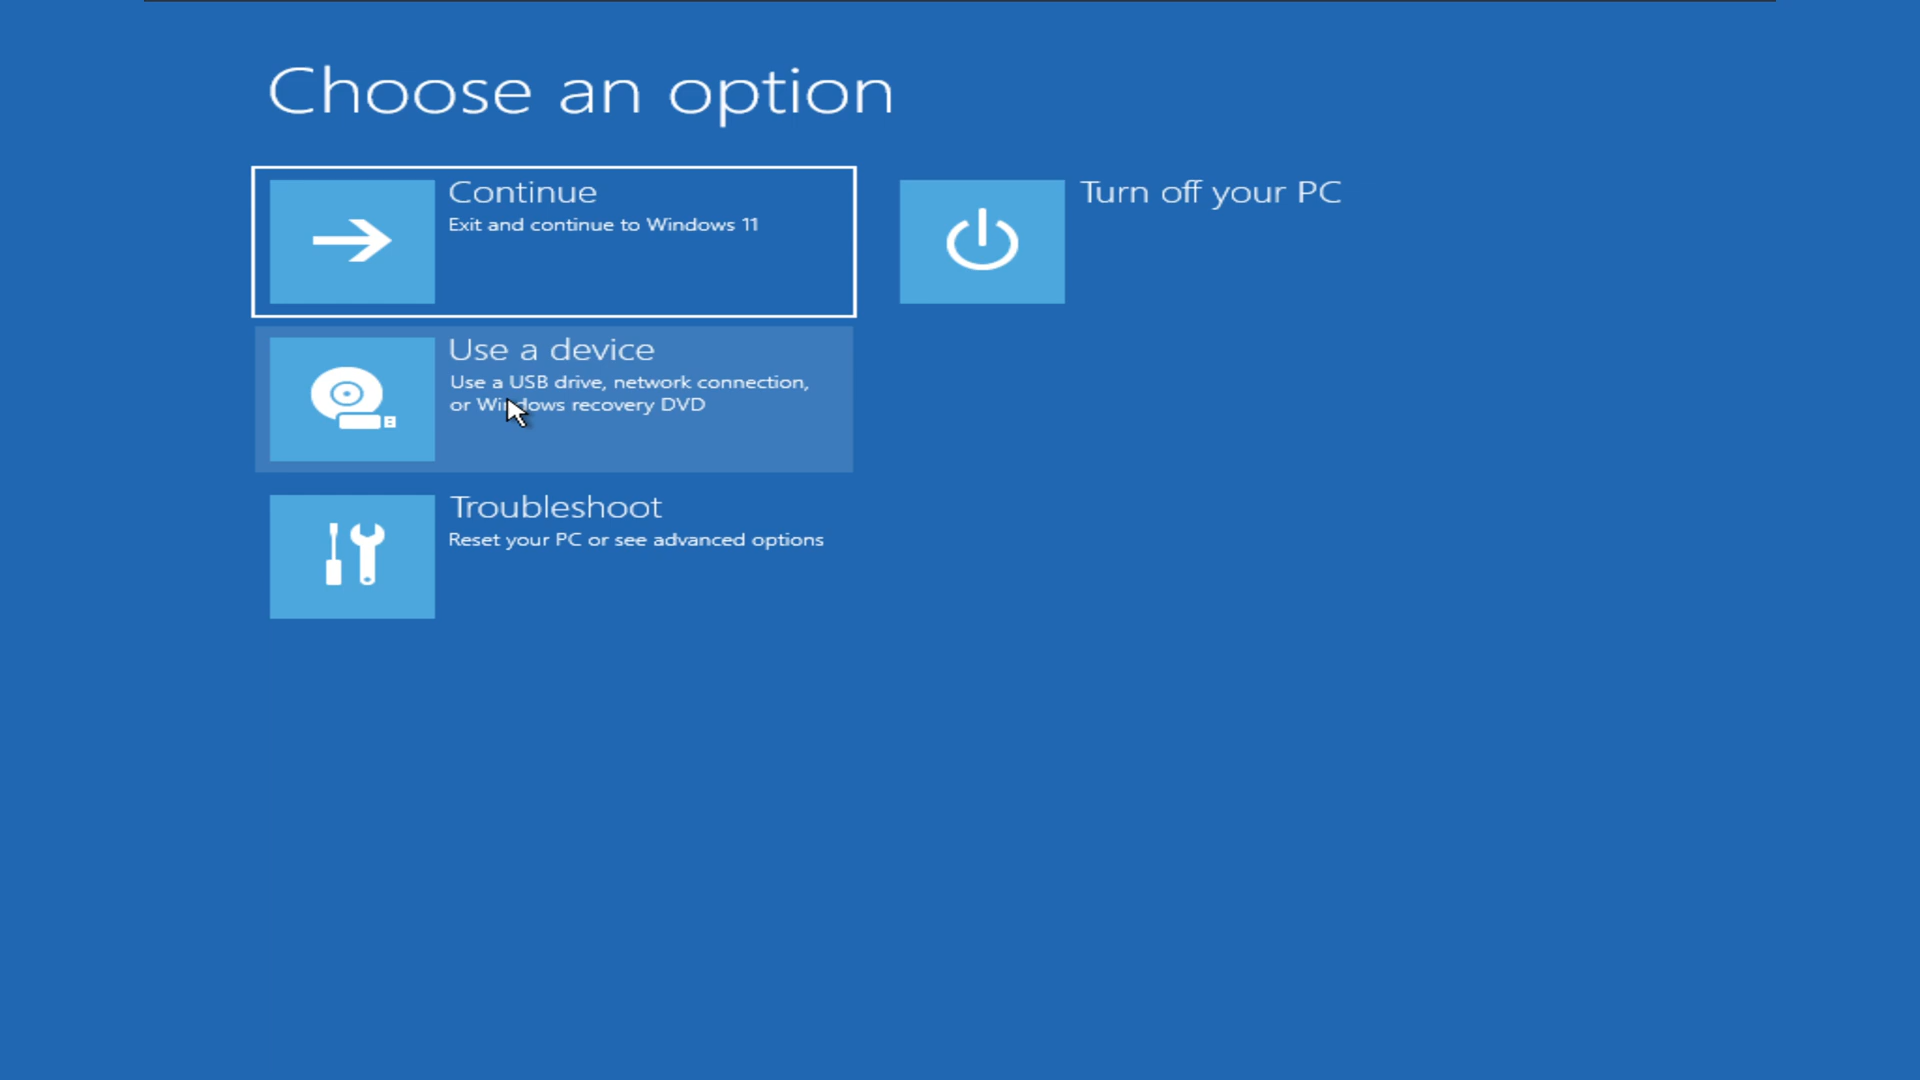 Choose an option
Continue
Exit and continue to Windows 11
Turn off your PC
Use a device
Use a USB drive, network connection,
or Windows recovery DVD
Troubleshoot
Reset your PC or see advanced options